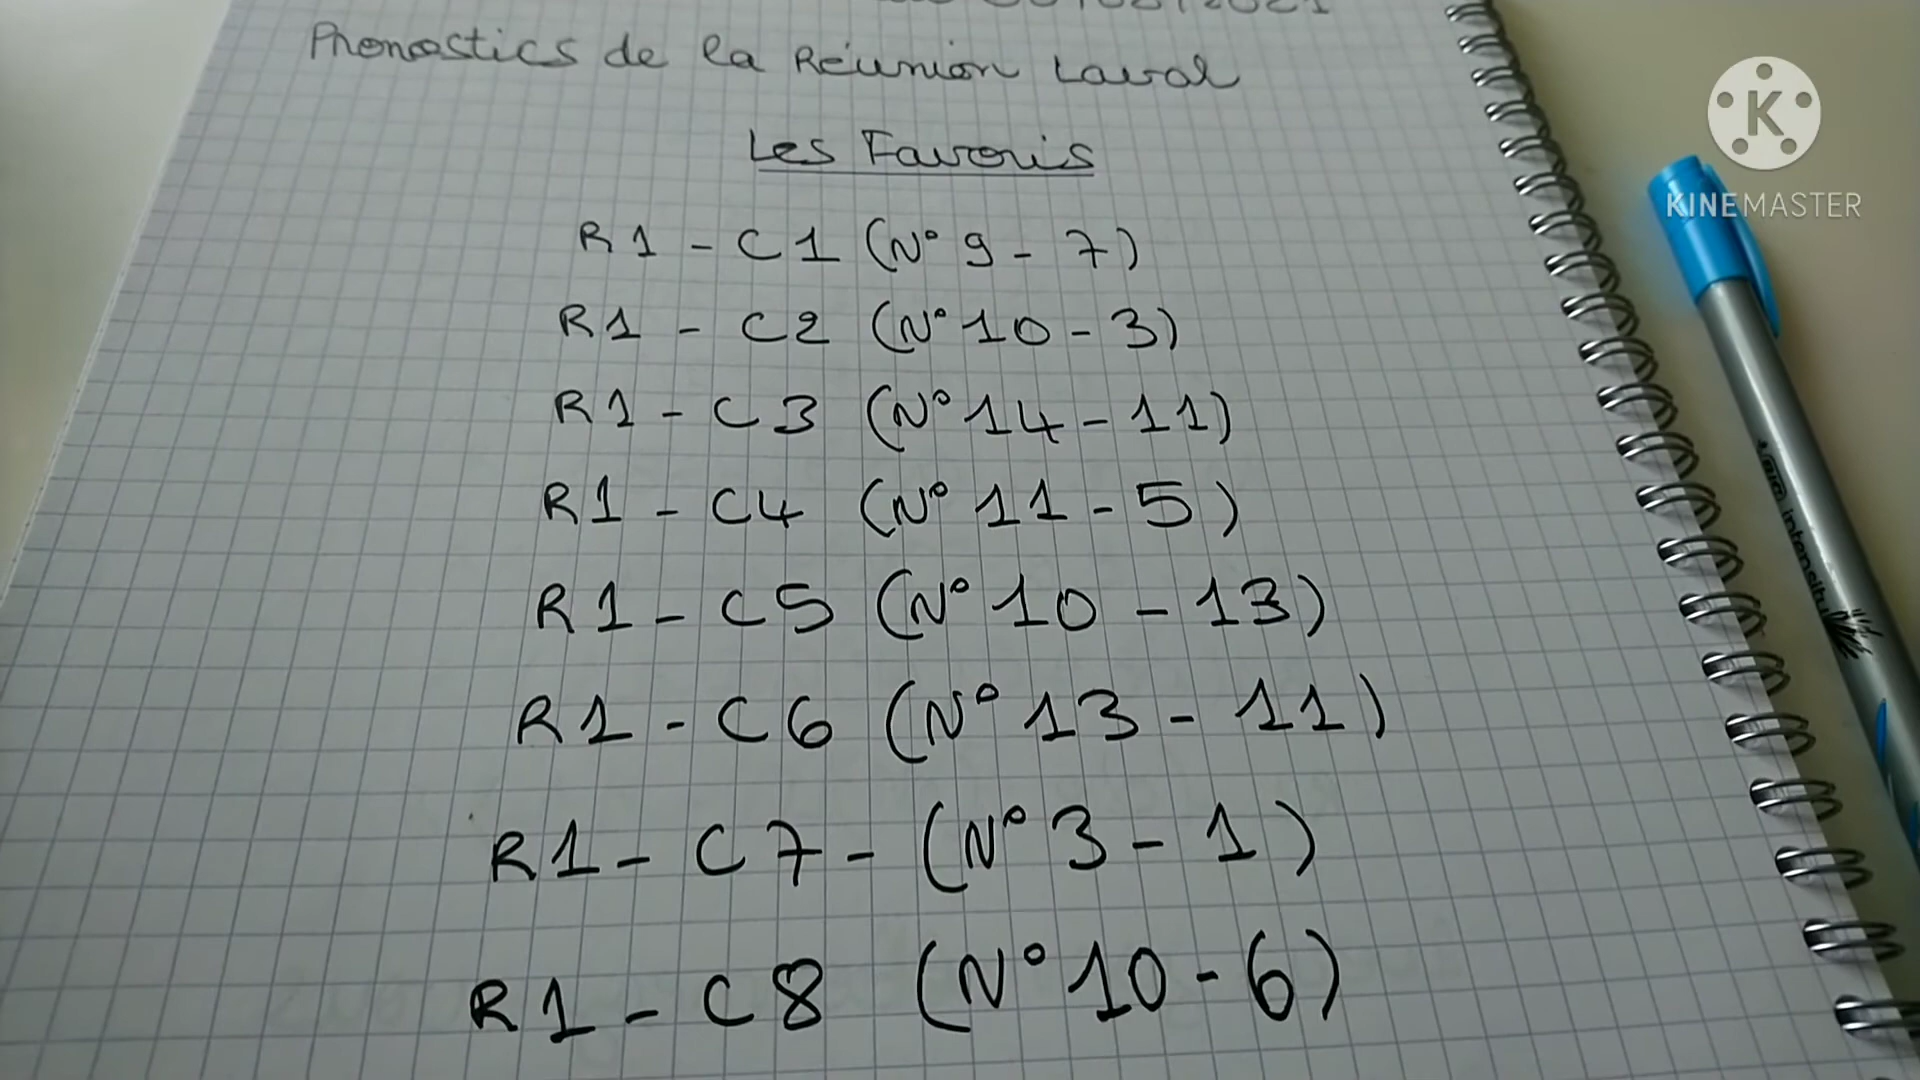 Pronostics de la Réunion Laval
Les Favoris
R1 - C1 (N° 9 - 7)
R1 - C2 (N° 10 - 3)
R1 - C3 (N° 14 - 11)
R1 - C4 (N° 11 - 5)
R1 - C5 (N° 10 - 13)
R1 - C6 (N° 13 - 11)
R1 - C7 - (N° 3 - 1)
R1 - C8 (N° 10 - 6)
K
KINEMASTER
intensity